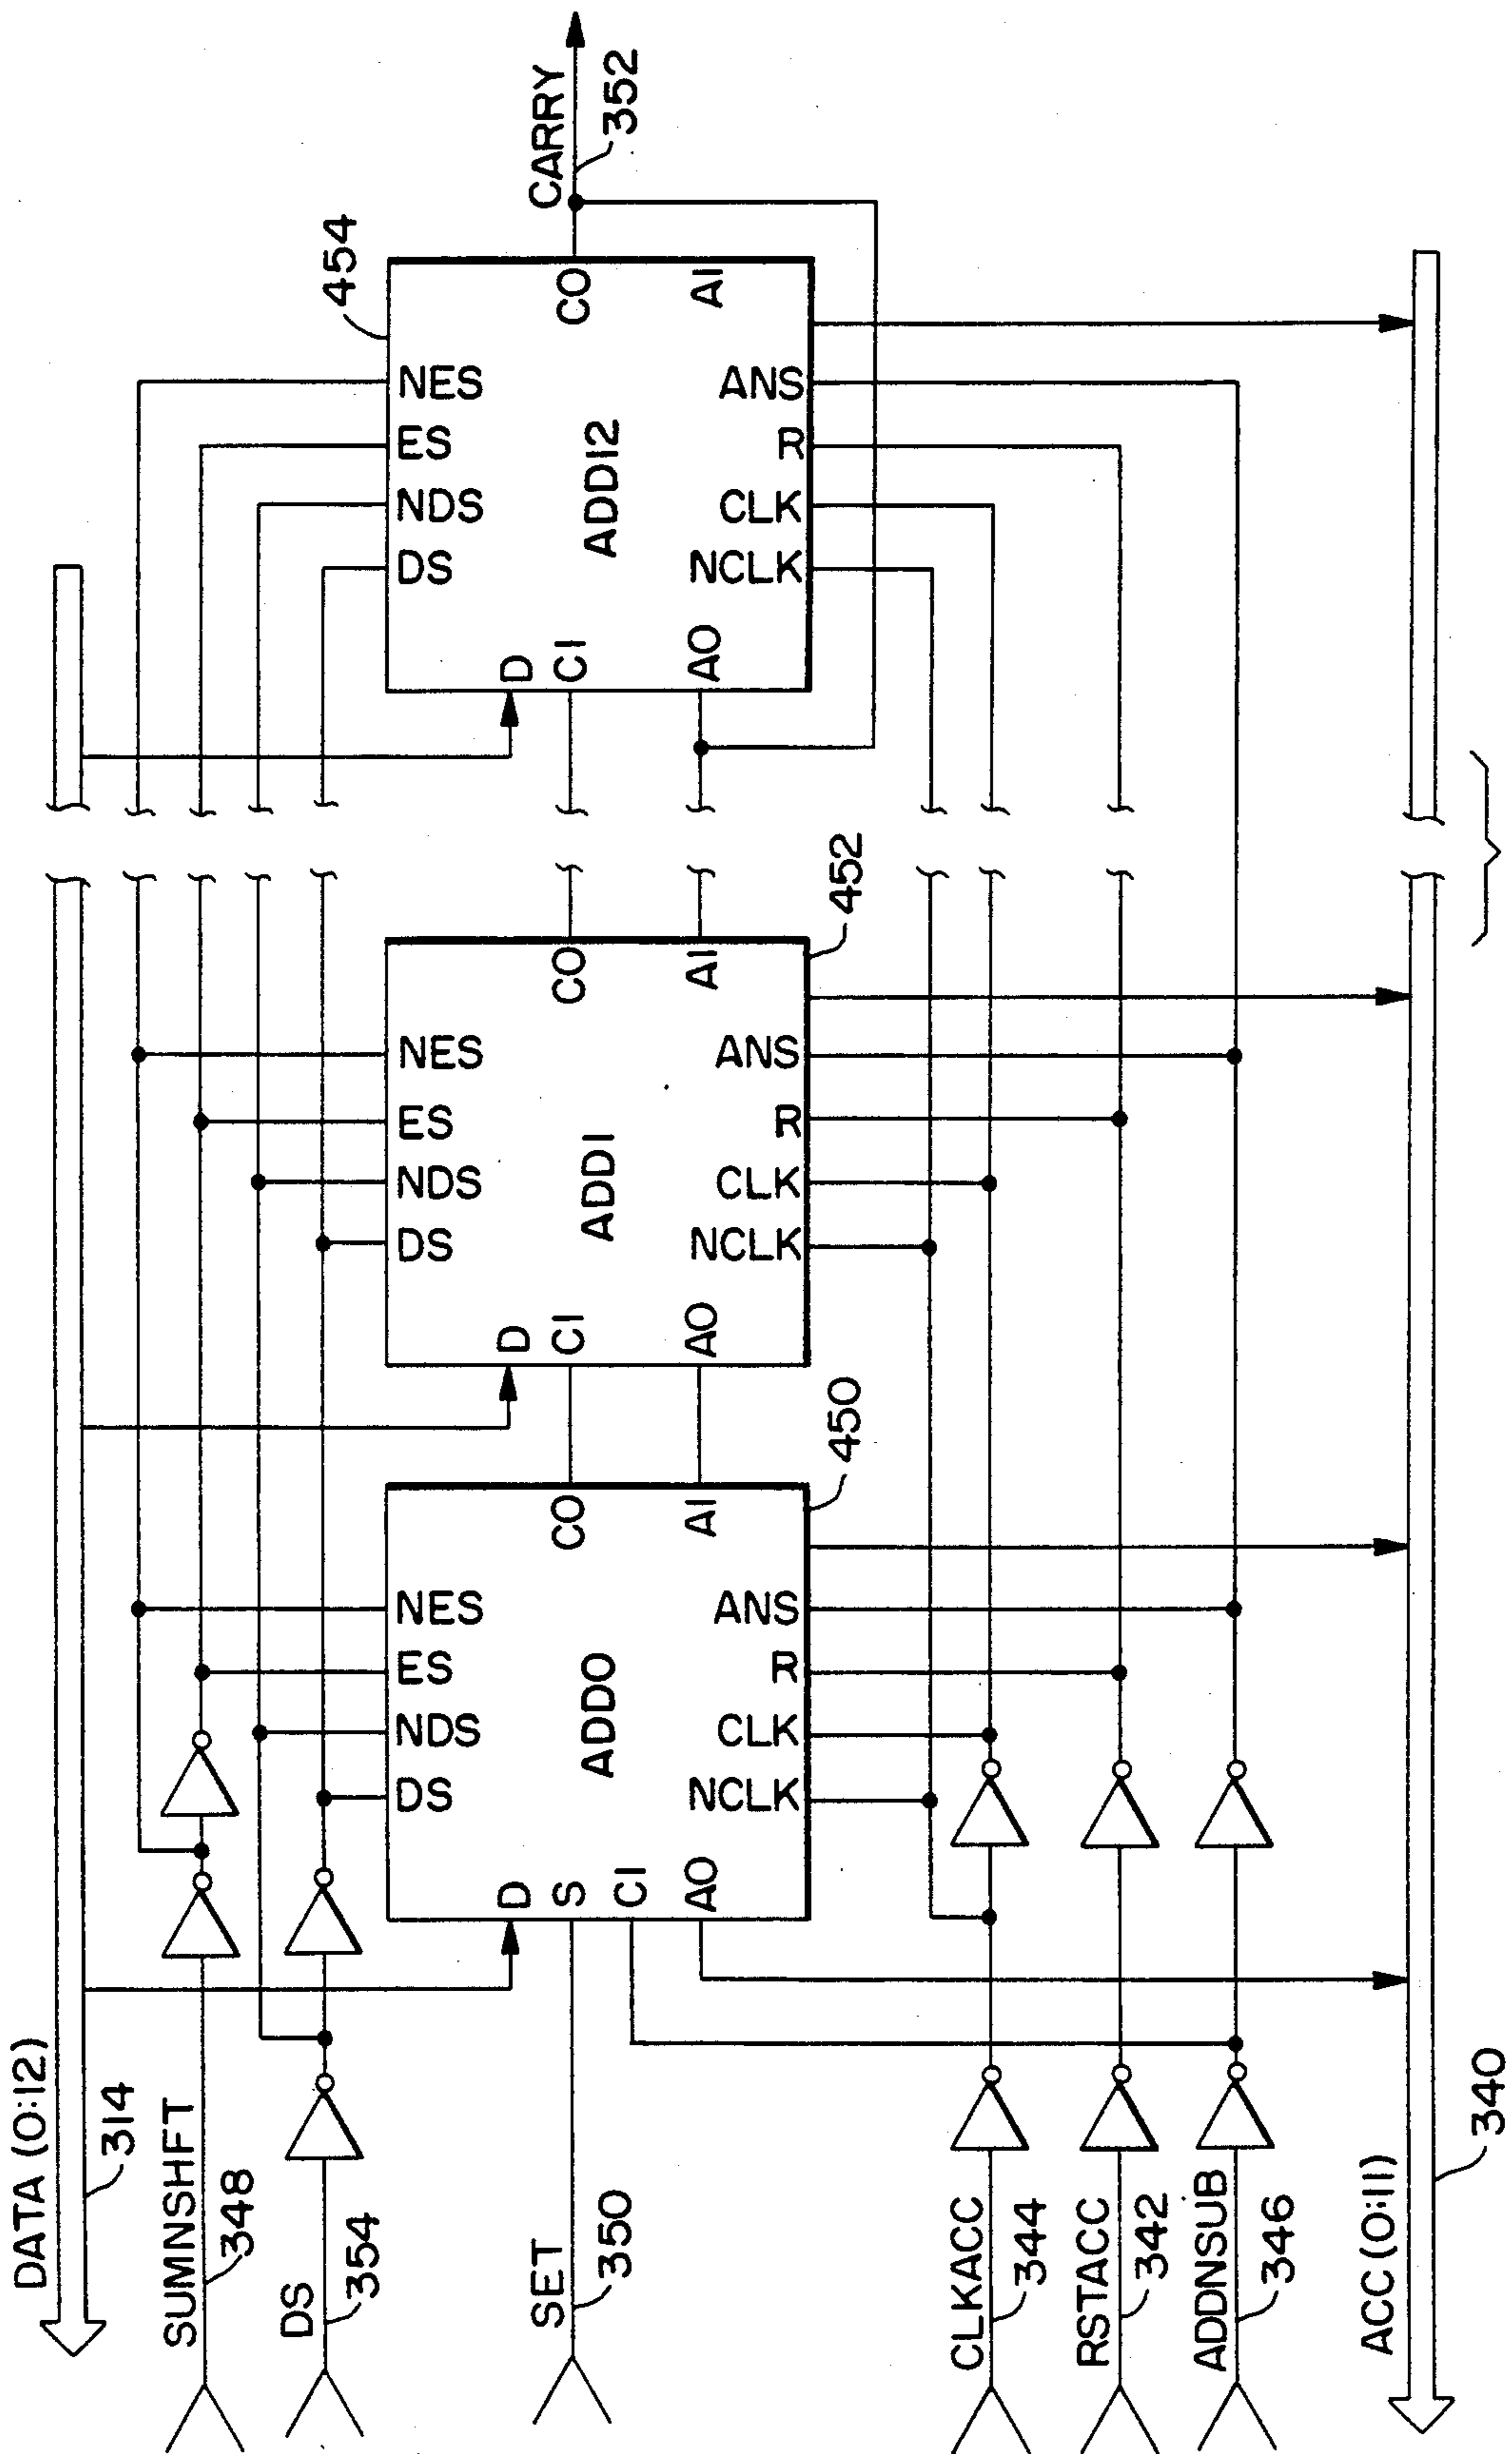 DATA (0:12)
314
SUMNSHFT
348
DS
354
SET
350
CLKACC
344
RSTACC
342
ADDNSUB
346
ACC (0:11)
340
ADD0
NES
ES
NDS
DS
D
S
CI
AO
CO
AI
ANS
R
CLK
NCLK
450
ADD1
NES
ES
NDS
DS
D
CI
AO
CO
AI
ANS
R
CLK
NCLK
452
ADD12
NES
ES
NDS
DS
D
CI
AO
CO
AI
ANS
R
CLK
NCLK
454
CARRY
352